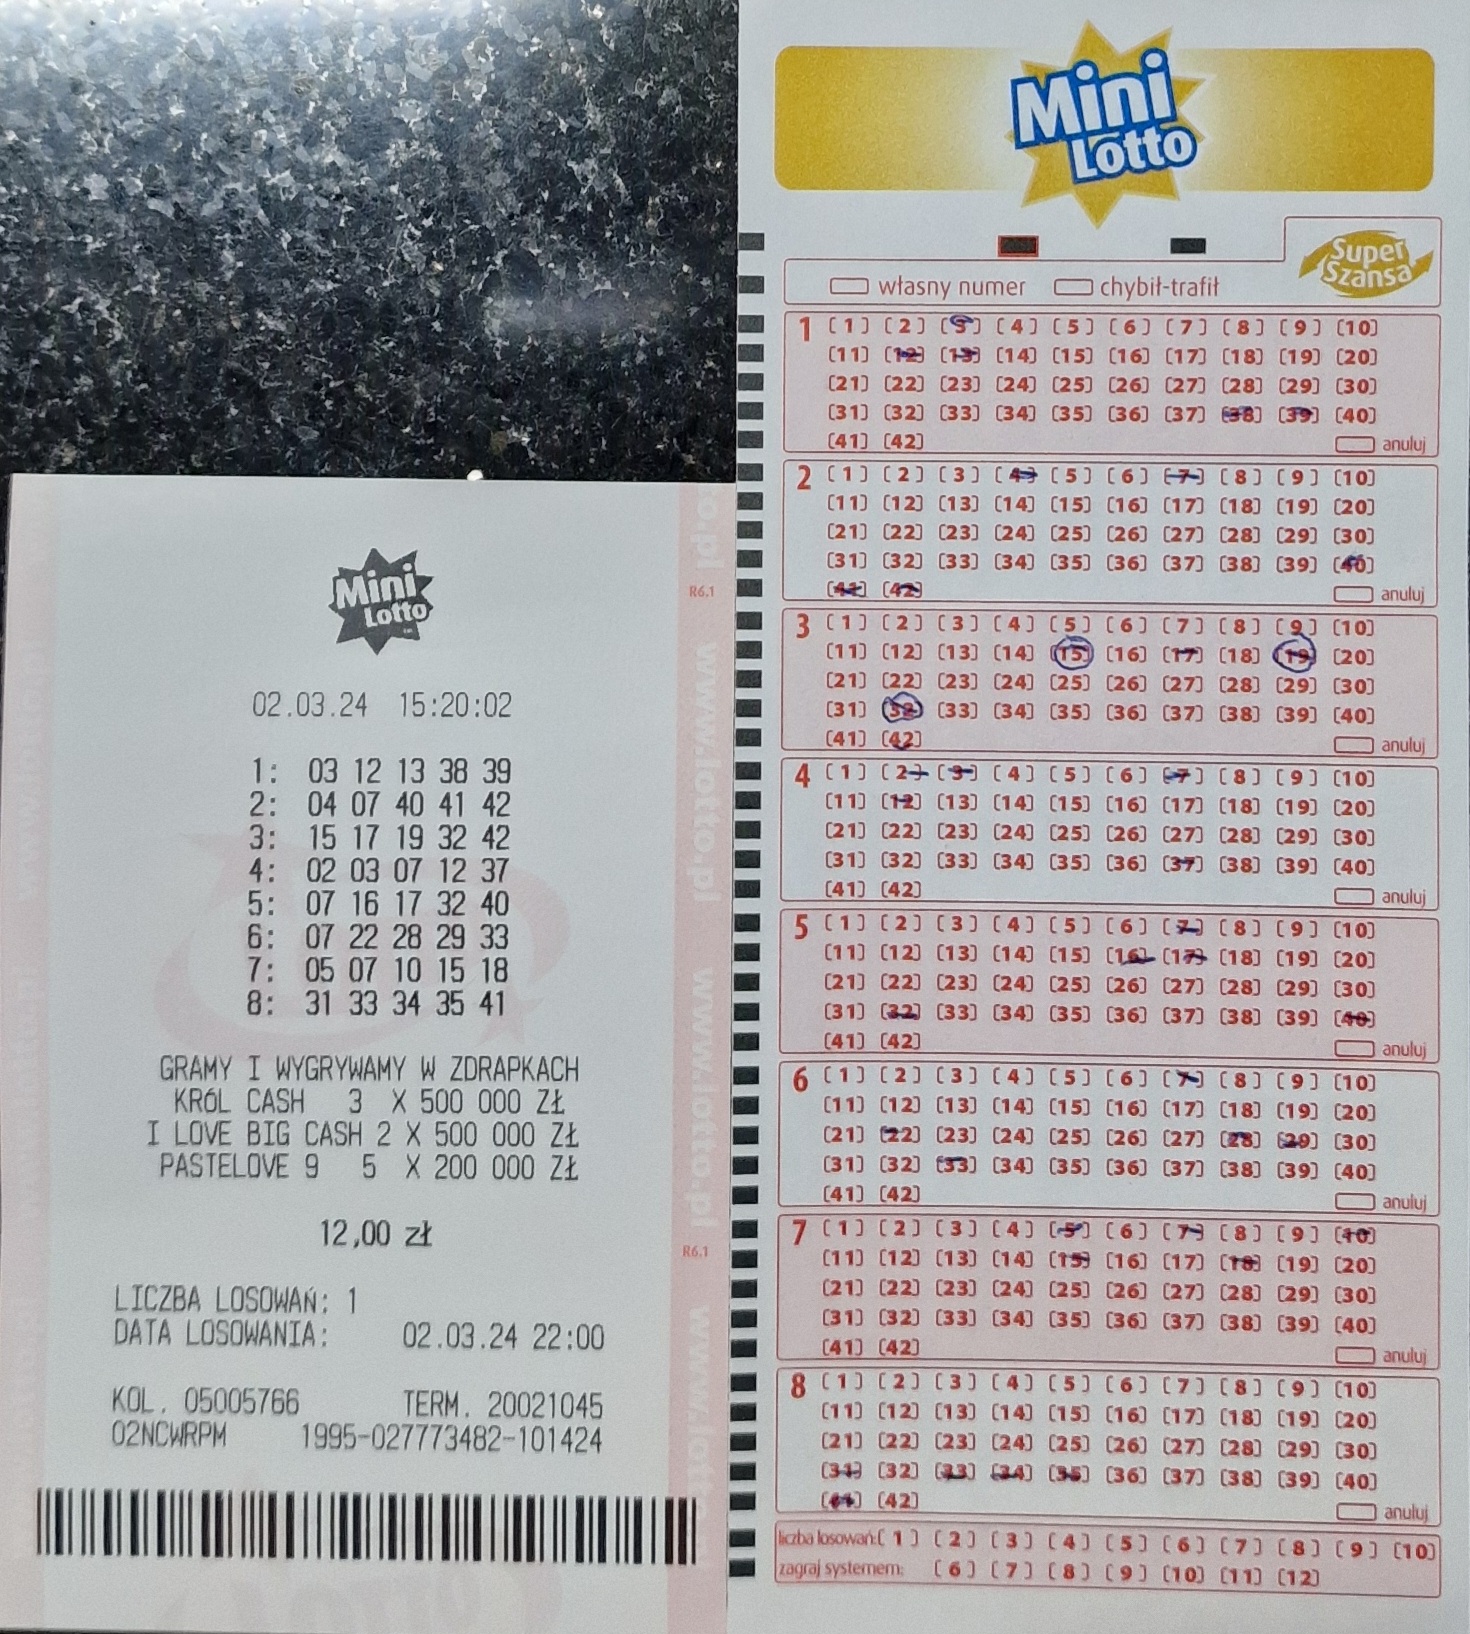 Mini
Lotto
02.03.24 15:20:02
1: 03 12 13 38 39
2: 04 07 40 41 42
3: 15 17 19 32 42
4: 02 03 07 12 37
5: 07 16 17 32 40
6: 07 22 28 29 33
7: 05 07 10 15 18
8: 31 33 34 35 41
GRAMY I WYGRYWAMY W ZDRAPKACH
KRÓL CASH 3 X 500 000 ZŁ
I LOVE BIG CASH 2 X 500 000 ZŁ
PASTELOVE 9 5 X 200 000 ZŁ
12,00 zł
LICZBA LOSOWAŃ: 1
DATA LOSOWANIA: 02.03.24 22:00
KOL. 05005766 TERM. 20021045
02NCWRPM 1995-027773482-101424
R6.1
www.lotto.pl
R6.1
Mini
Lotto
Super
Szansa
własny numer chybił-trafił
1 [1] [2] [3] [4] [5] [6] [7] [8] [9] [10]
[11] [12] [13] [14] [15] [16] [17] [18] [19] [20]
[21] [22] [23] [24] [25] [26] [27] [28] [29] [30]
[31] [32] [33] [34] [35] [36] [37] [38] [39] [40]
[41] [42] anuluj
2 [1] [2] [3] [4] [5] [6] [7] [8] [9] [10]
[11] [12] [13] [14] [15] [16] [17] [18] [19] [20]
[21] [22] [23] [24] [25] [26] [27] [28] [29] [30]
[31] [32] [33] [34] [35] [36] [37] [38] [39] [40]
[41] [42] anuluj
3 [1] [2] [3] [4] [5] [6] [7] [8] [9] [10]
[11] [12] [13] [14] [15] [16] [17] [18] [19] [20]
[21] [22] [23] [24] [25] [26] [27] [28] [29] [30]
[31] [32] [33] [34] [35] [36] [37] [38] [39] [40]
[41] [42] anuluj
4 [1] [2] [3] [4] [5] [6] [7] [8] [9] [10]
[11] [12] [13] [14] [15] [16] [17] [18] [19] [20]
[21] [22] [23] [24] [25] [26] [27] [28] [29] [30]
[31] [32] [33] [34] [35] [36] [37] [38] [39] [40]
[41] [42] anuluj
5 [1] [2] [3] [4] [5] [6] [7] [8] [9] [10]
[11] [12] [13] [14] [15] [16] [17] [18] [19] [20]
[21] [22] [23] [24] [25] [26] [27] [28] [29] [30]
[31] [32] [33] [34] [35] [36] [37] [38] [39] [40]
[41] [42] anuluj
6 [1] [2] [3] [4] [5] [6] [7] [8] [9] [10]
[11] [12] [13] [14] [15] [16] [17] [18] [19] [20]
[21] [22] [23] [24] [25] [26] [27] [28] [29] [30]
[31] [32] [33] [34] [35] [36] [37] [38] [39] [40]
[41] [42] anuluj
7 [1] [2] [3] [4] [5] [6] [7] [8] [9] [10]
[11] [12] [13] [14] [15] [16] [17] [18] [19] [20]
[21] [22] [23] [24] [25] [26] [27] [28] [29] [30]
[31] [32] [33] [34] [35] [36] [37] [38] [39] [40]
[41] [42] anuluj
8 [1] [2] [3] [4] [5] [6] [7] [8] [9] [10]
[11] [12] [13] [14] [15] [16] [17] [18] [19] [20]
[21] [22] [23] [24] [25] [26] [27] [28] [29] [30]
[31] [32] [33] [34] [35] [36] [37] [38] [39] [40]
[41] [42] anuluj
liczba losowań: [1] [2] [3] [4] [5] [6] [7] [8] [9] [10]
zagraj systemem: [6] [7] [8] [9] [10] [11] [12]